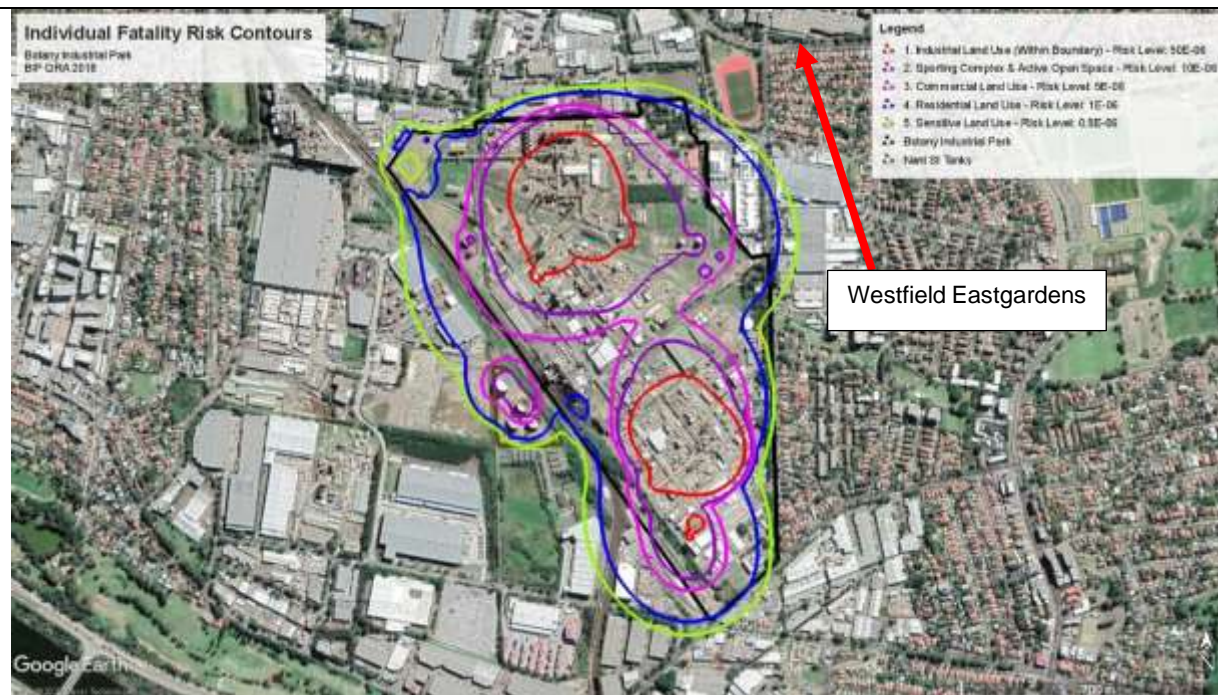 Individual Fatality Risk Contours
Botany Industrial Park
BIP QRA 2018
Legend
1. Industrial Land Use (Within Boundary) - Risk Level: 50E-06
2. Sporting Complex & Active Open Space - Risk Level: 10E-06
3. Commercial Land Use - Risk Level: 5E-06
4. Residential Land Use - Risk Level: 1E-06
5. Sensitive Land Use - Risk Level: 0.5E-06
Botany Industrial Park
Nant St Tanks
Westfield Eastgardens
Google Earth
N